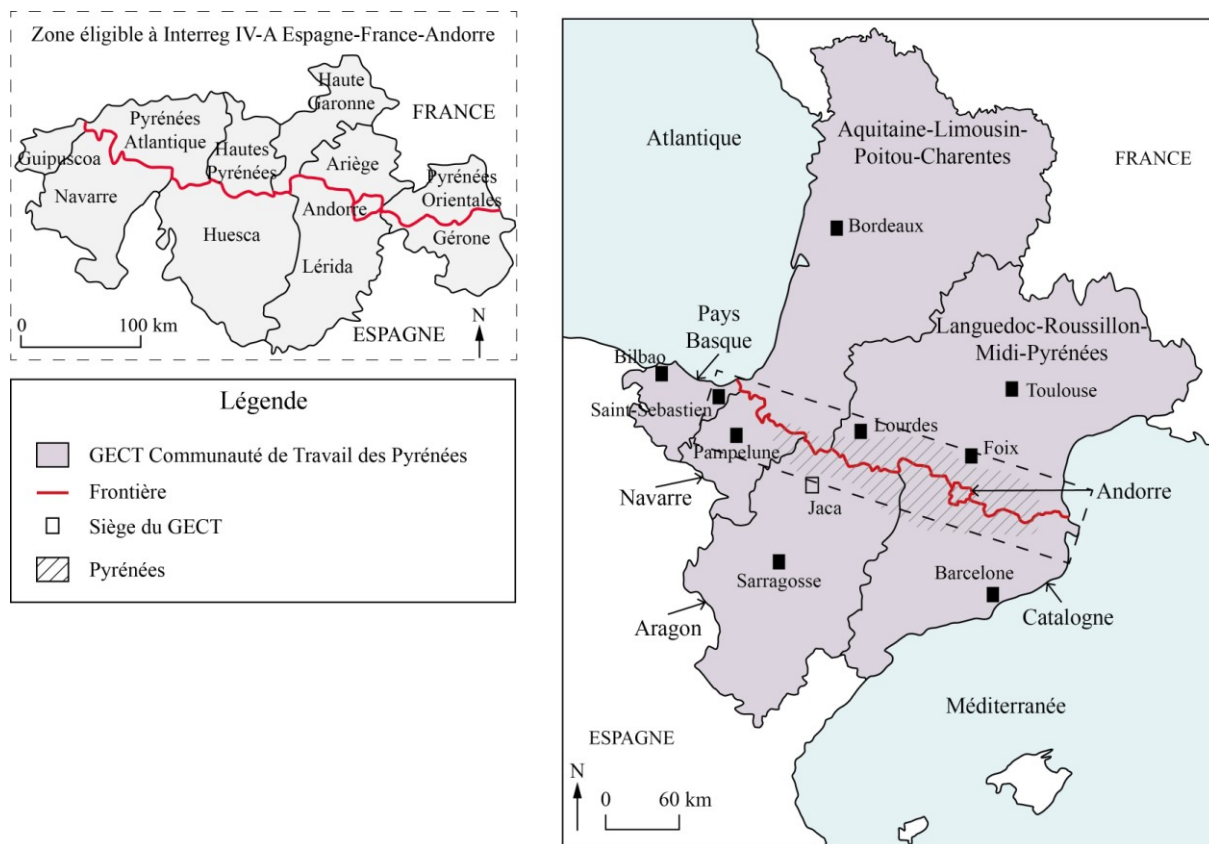 Zone éligible à Interreg IV-A Espagne-France-Andorre
Haute
Garonne
FRANCE
Pyrénées
Atlantique
Hautes
Pyrénées
Ariège
Guipuscoa
Pyrénées
Orientales
Navarre
Andorre
Huesca
Gérone
Lérida
0 100 km
ESPAGNE
N
Légende
GECT Communauté de Travail des Pyrénées
Frontière
Siège du GECT
Pyrénées
Atlantique
Aquitaine-Limousin-
Poitou-Charentes
FRANCE
Bordeaux
Pays
Basque
Languedoc-Roussillon-
Midi-Pyrénées
Bilbao
Toulouse
Saint-Sebastien
Lourdes
Pampelune
Foix
Navarre
Jaca
Andorre
Sarragosse
Barcelone
Aragon
Catalogne
Méditerranée
ESPAGNE
N
0 60 km